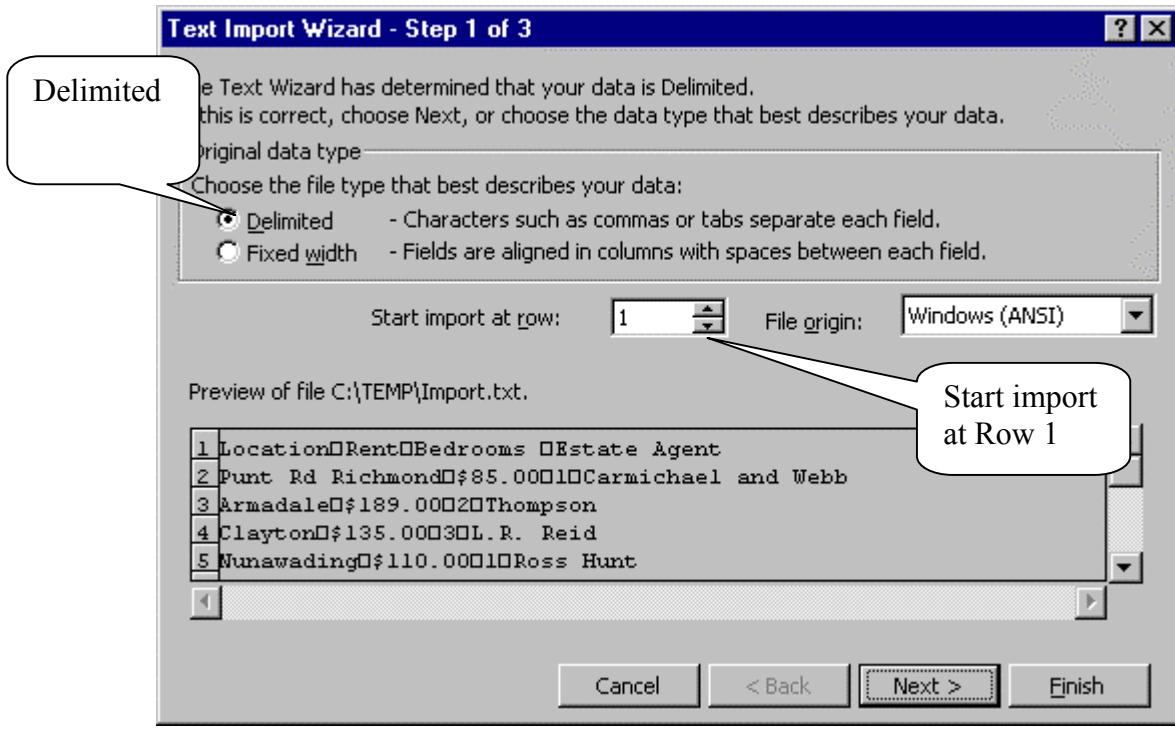 Text Import Wizard - Step 1 of 3
Delimited
e Text Wizard has determined that your data is Delimited.
this is correct, choose Next, or choose the data type that best describes your data.
Original data type
Choose the file type that best describes your data:
Delimited - Characters such as commas or tabs separate each field.
Fixed width - Fields are aligned in columns with spaces between each field.
Start import at row: 1 File origin: Windows (ANSI)
Preview of file C:\TEMP\Import.txt.
Start import
at Row 1
1 Location□Rent□Bedrooms □Estate Agent
2 Punt Rd Richmond□$85.00□1□Carmichael and Webb
3 Armadale□$189.00□2□Thompson
4 Clayton□$135.00□3□L.R. Reid
5 Nunawading□$110.00□1□Ross Hunt
Cancel < Back Next > Finish